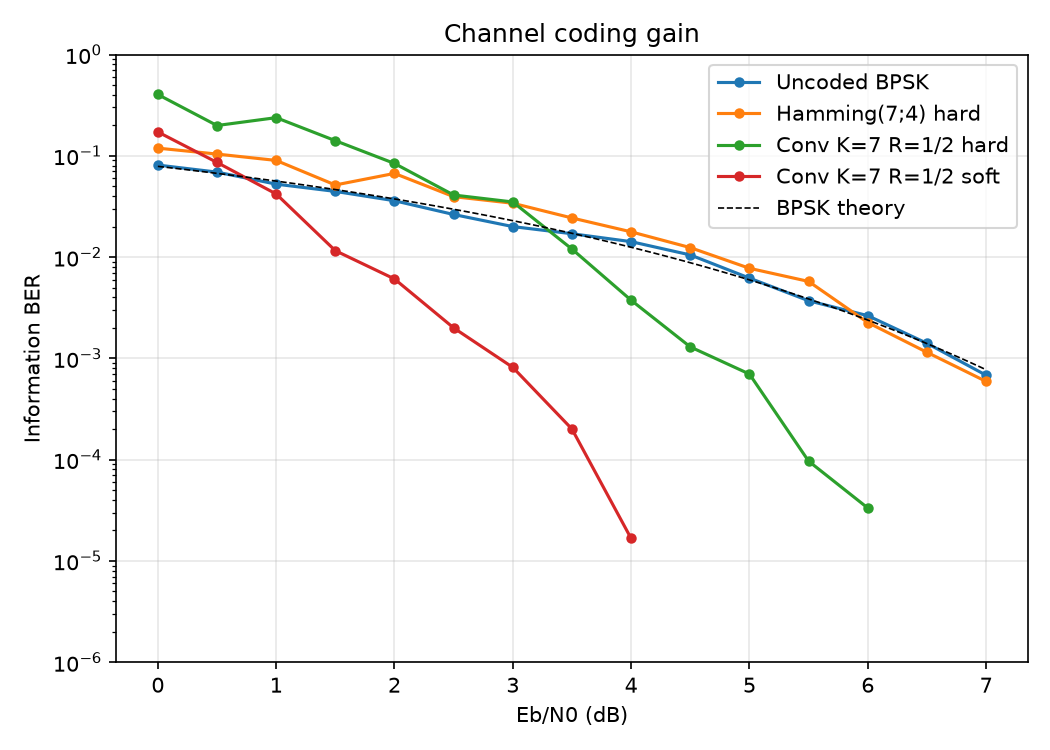 Channel coding gain
Uncoded BPSK
Hamming(7;4) hard
Conv K=7 R=1/2 hard
Conv K=7 R=1/2 soft
BPSK theory
Information BER
10⁰
10⁻¹
10⁻²
10⁻³
10⁻⁴
10⁻⁵
10⁻⁶
0 1 2 3 4 5 6 7
Eb/N0 (dB)